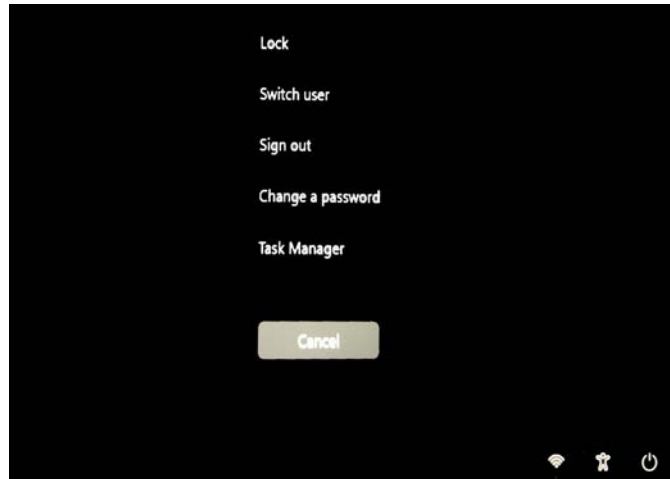 Lock
Switch user
Sign out
Change a password
Task Manager
Cancel